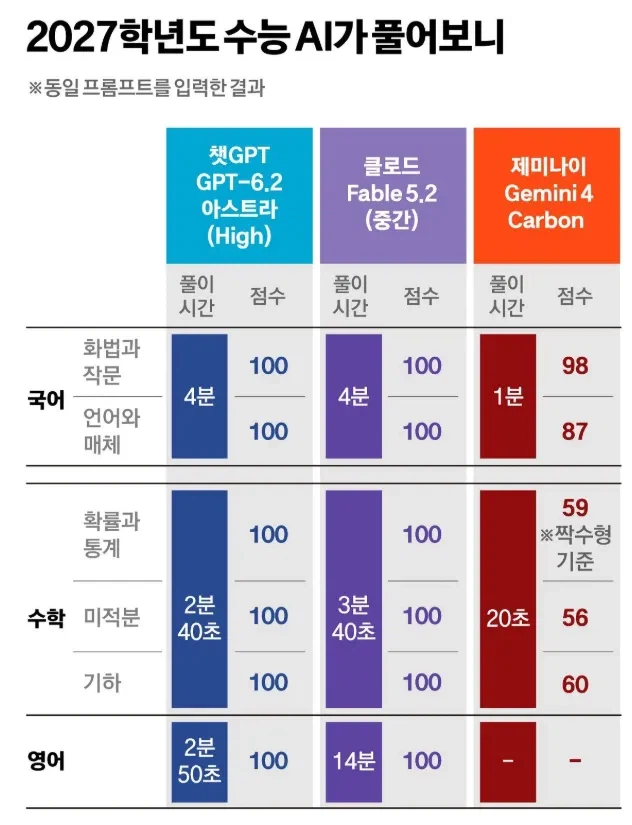 2027학년도 수능 AI가 풀어보니
※동일 프롬프트를 입력한 결과
챗GPT
GPT-6.2
아스트라
(High)
클로드
Fable 5.2
(중간)
제미나이
Gemini 4
Carbon
풀이
시간
점수
풀이
시간
점수
풀이
시간
점수
국어
화법과
작문
4분
100
4분
100
1분
98
언어와
매체
100
100
87
수학
확률과
통계
2분
40초
100
3분
40초
100
20초
59
※짝수형
기준
미적분
100
100
56
기하
100
100
60
영어
2분
50초
100
14분
100
-
-